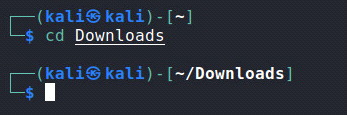 ┌──(kali㉿kali)-[~]
└─$ cd Downloads
┌──(kali㉿kali)-[~/Downloads]
└─$